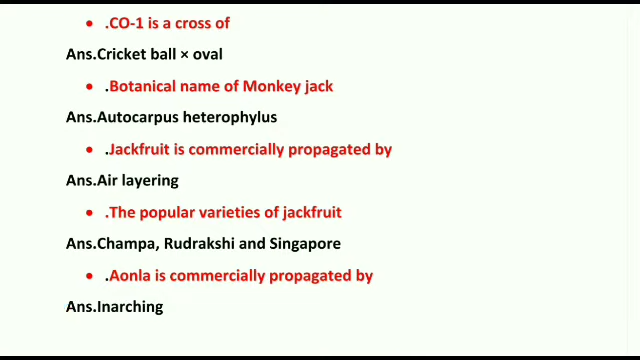 • .CO-1 is a cross of
Ans.Cricket ball × oval
• .Botanical name of Monkey jack
Ans.Autocarpus heterophylus
• .Jackfruit is commercially propagated by
Ans.Air layering
• .The popular varieties of jackfruit
Ans.Champa, Rudrakshi and Singapore
• .Aonla is commercially propagated by
Ans.Inarching